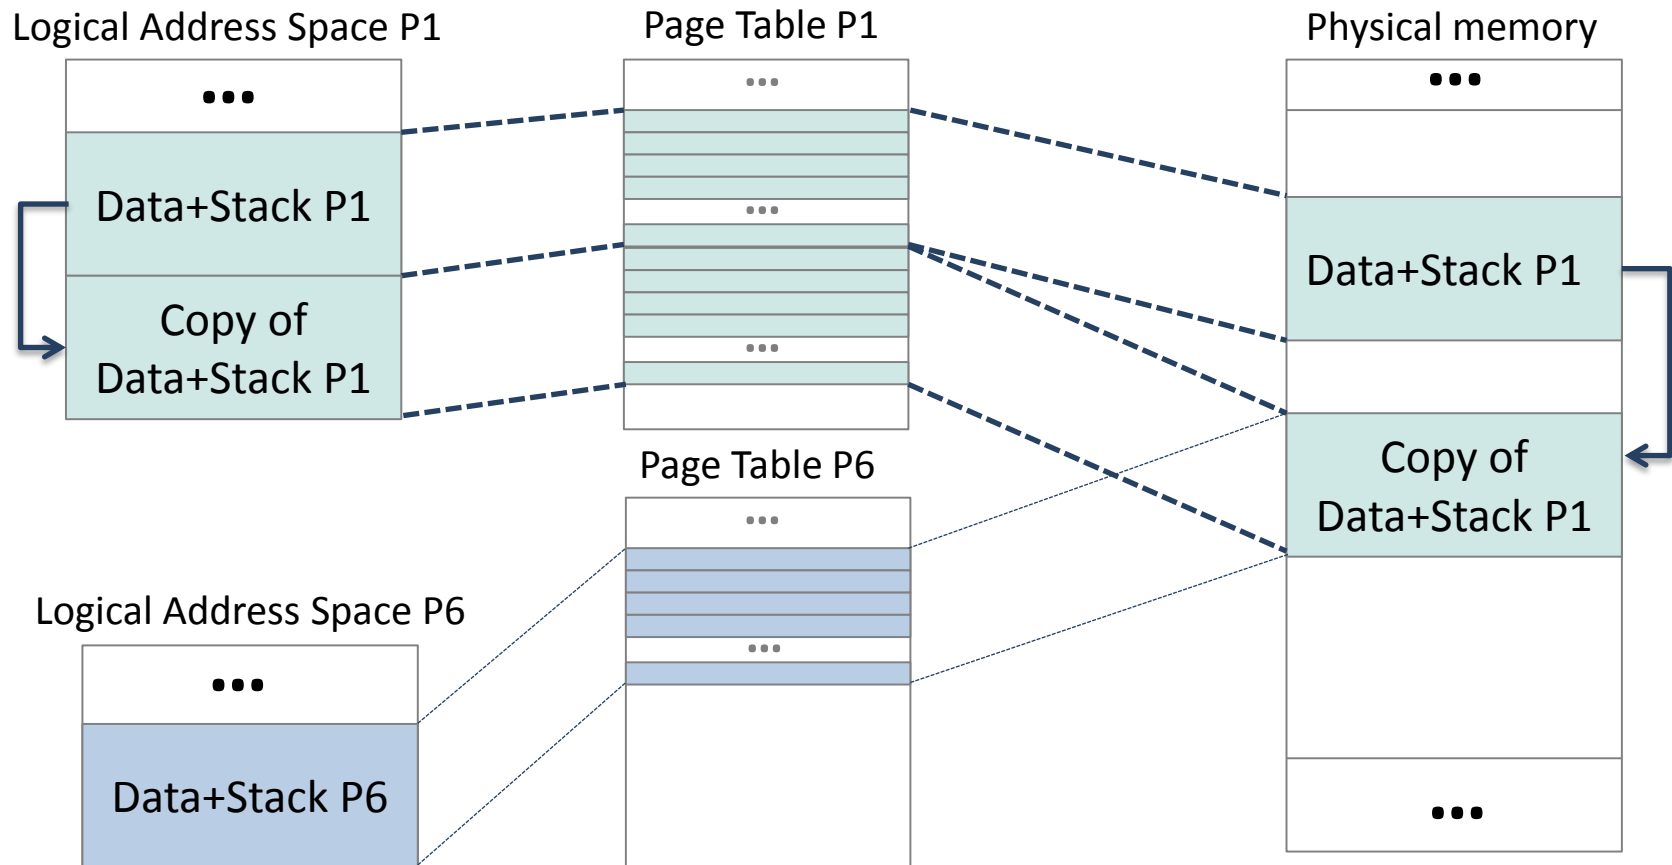 Logical Address Space P1
...
Data+Stack P1
Copy of
Data+Stack P1
Page Table P1
...
...
...
Physical memory
...
Data+Stack P1
Copy of
Data+Stack P1
...
Page Table P6
...
...
Logical Address Space P6
...
Data+Stack P6